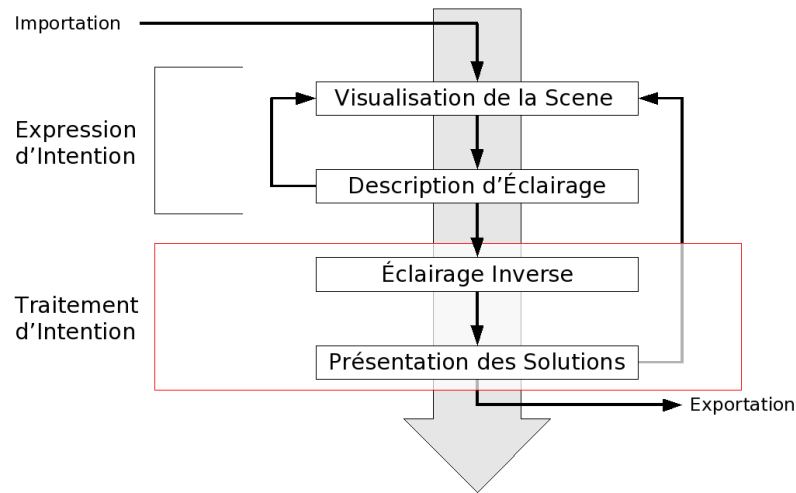 Importation
Visualisation de la Scene
Expression
d’Intention
Description d’Éclairage
Éclairage Inverse
Traitement
d’Intention
Présentation des Solutions
Exportation